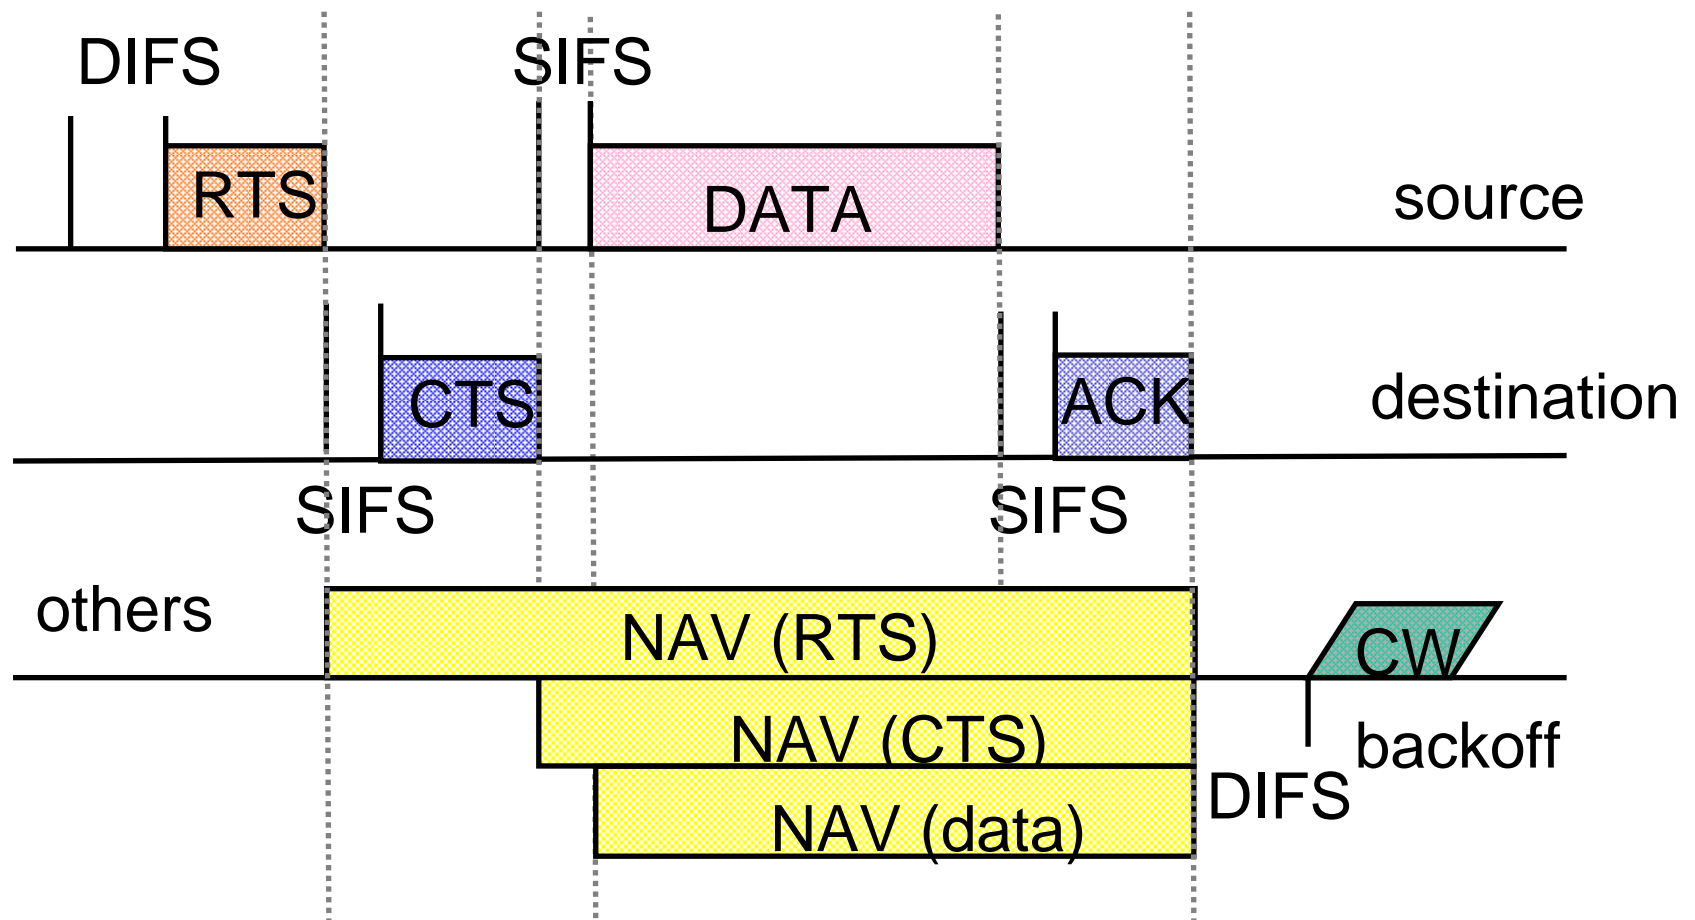 DIFS
SIFS
RTS
DATA
source
CTS
ACK
destination
SIFS
SIFS
others
NAV (RTS)
CW
NAV (CTS)
backoff
DIFS
NAV (data)